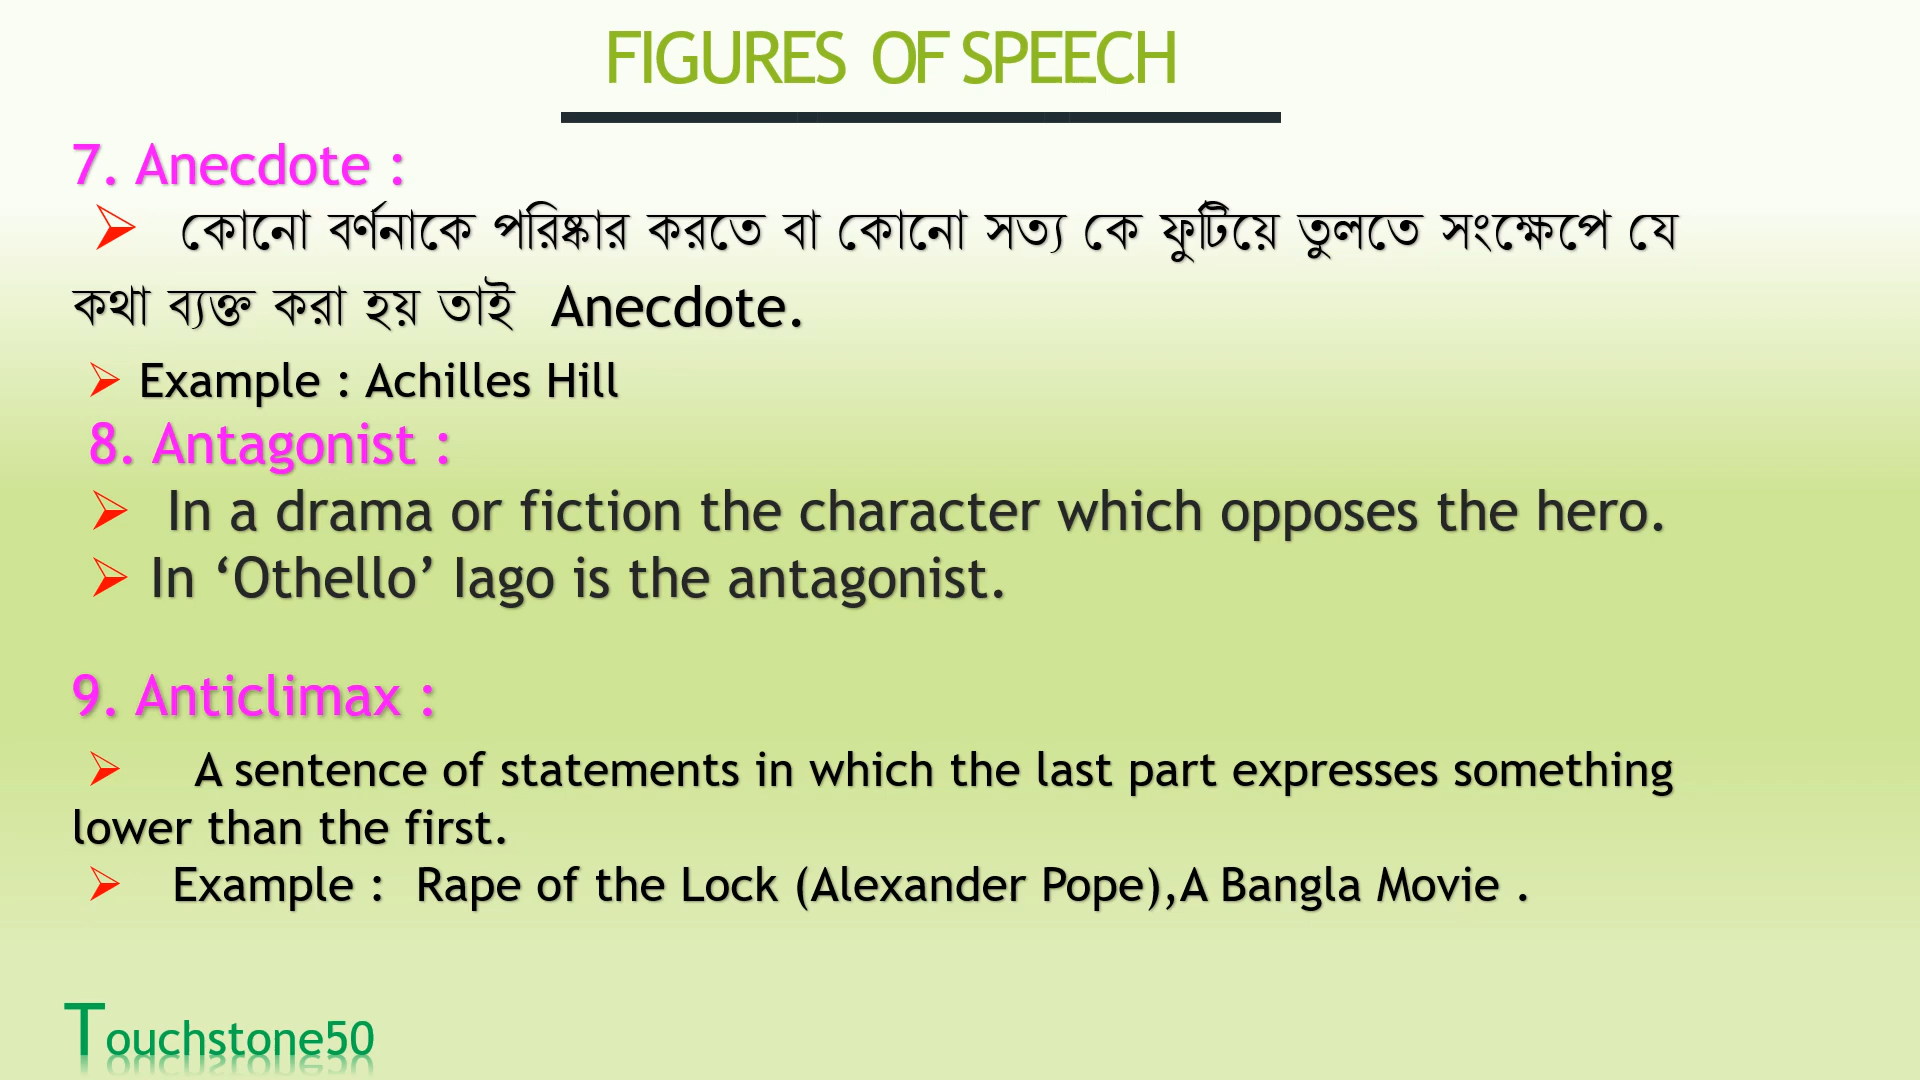 FIGURES OF SPEECH
7. Anecdote :
➢ কোনো বর্ণনাকে পরিষ্কার করতে বা কোনো সত্য কে ফুটিয়ে তুলতে সংক্ষেপে যে
কথা ব্যক্ত করা হয় তাই Anecdote.
➢ Example : Achilles Hill
8. Antagonist :
➢ In a drama or fiction the character which opposes the hero.
➢ In ‘Othello’ Iago is the antagonist.
9. Anticlimax :
➢ A sentence of statements in which the last part expresses something
lower than the first.
➢ Example : Rape of the Lock (Alexander Pope),A Bangla Movie .
Touchstone50